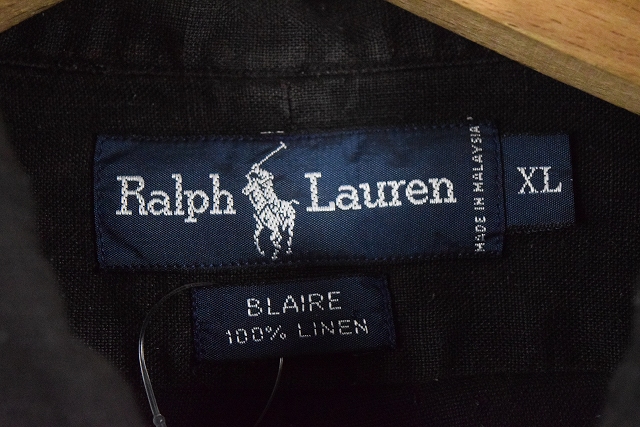 Ralph Lauren
MADE IN MALAYSIA
XL
BLAIRE
100% LINEN